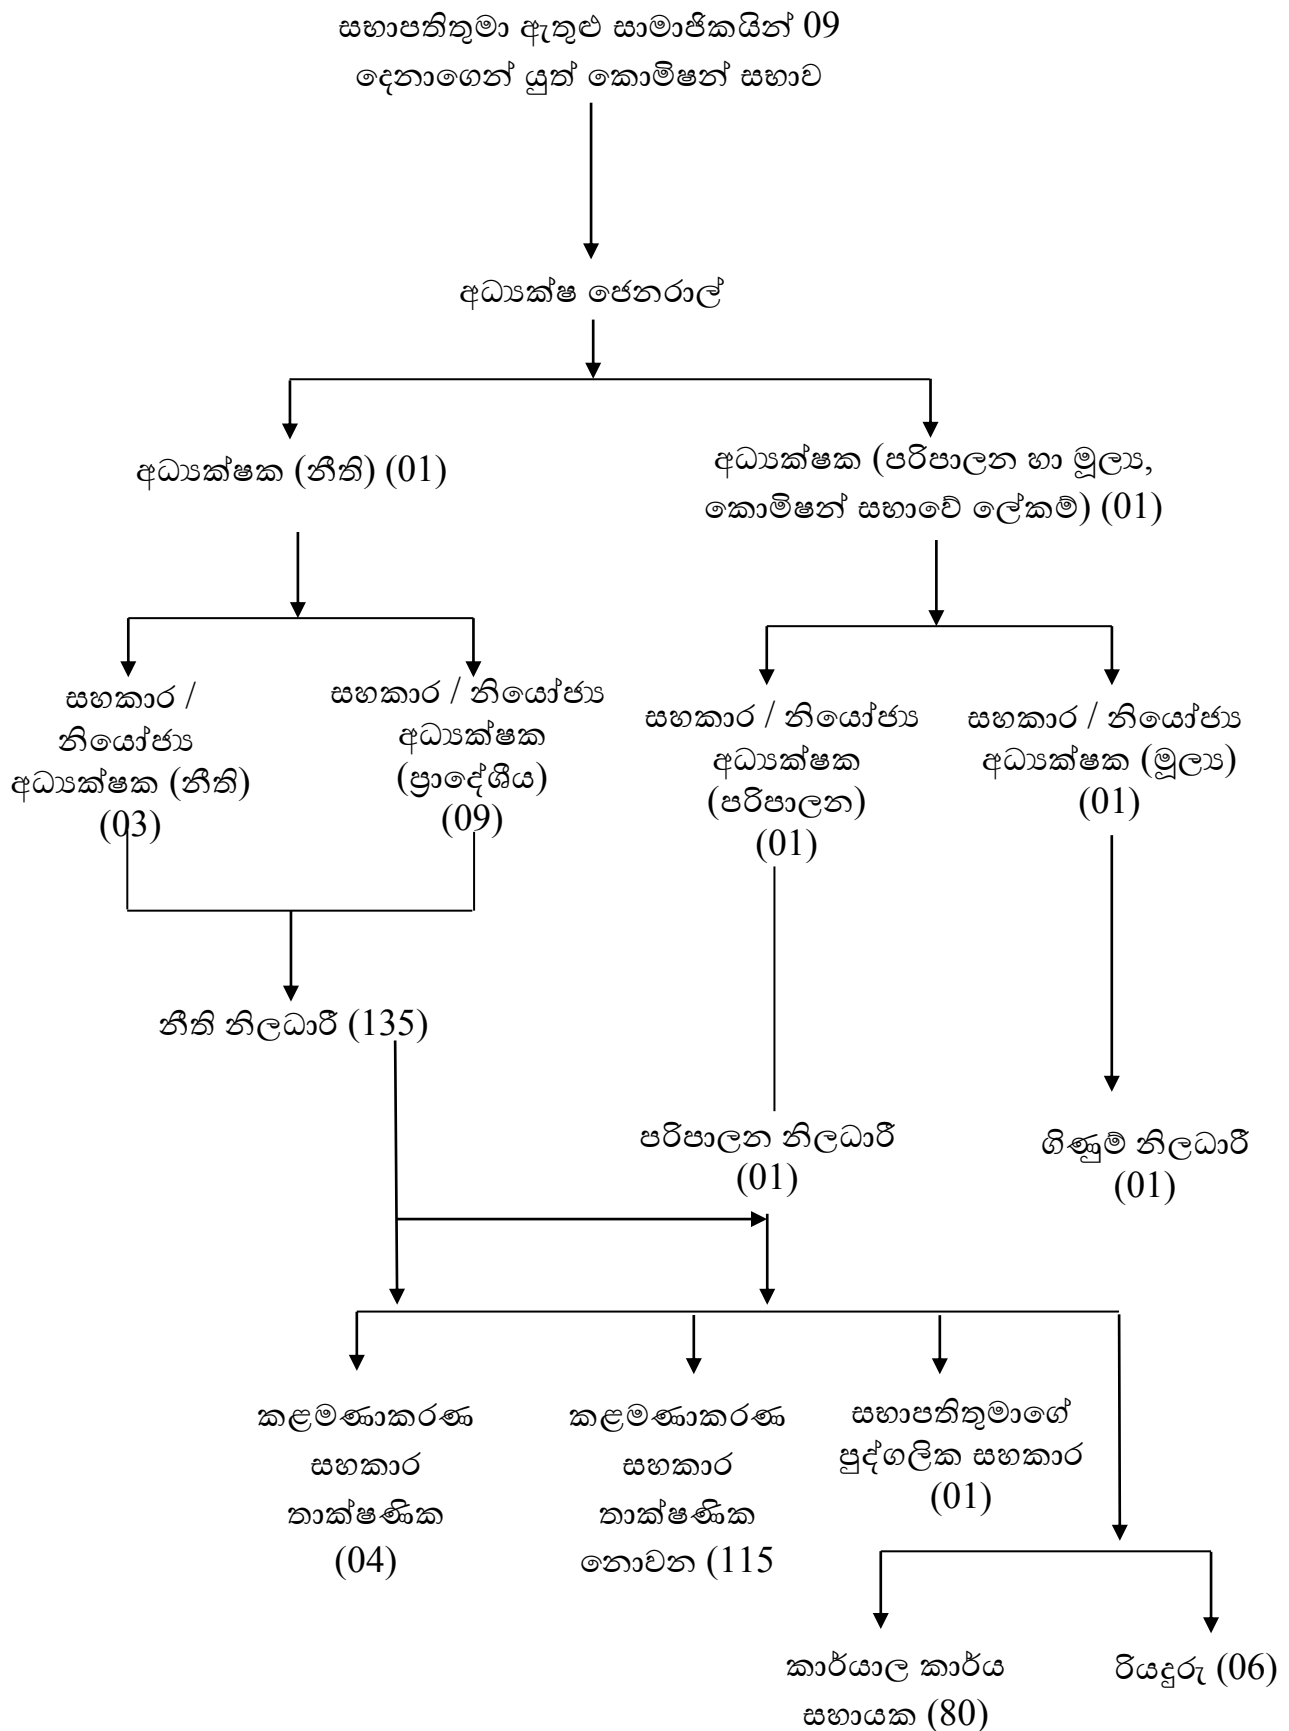 සභාපතිතුමා ඇතුළු සාමාජිකයින් 09
දෙනාගෙන් යුත් කොමිෂන් සභාව
අධ්‍යක්ෂ ජෙනරාල්
අධ්‍යක්ෂක (නීති) (01)
අධ්‍යක්ෂක (පරිපාලන හා මූල්‍ය,
කොමිෂන් සභාවේ ලේකම්) (01)
සහකාර /
නියෝජ්‍ය
අධ්‍යක්ෂක (නීති)
(03)
සහකාර / නියෝජ්‍ය
අධ්‍යක්ෂක
(ප්‍රාදේශීය)
(09)
සහකාර / නියෝජ්‍ය
අධ්‍යක්ෂක
(පරිපාලන)
(01)
සහකාර / නියෝජ්‍ය
අධ්‍යක්ෂක (මූල්‍ය)
(01)
නීති නිලධාරී (135)
පරිපාලන නිලධාරී
(01)
ගිණුම් නිලධාරී
(01)
කළමණාකරණ
සහකාර
තාක්ෂණික
(04)
කළමණාකරණ
සහකාර
තාක්ෂණික
නොවන (115
සභාපතිතුමාගේ
පුද්ගලික සහකාර
(01)
කාර්යාල කාර්ය
සහායක (80)
රියදුරු (06)